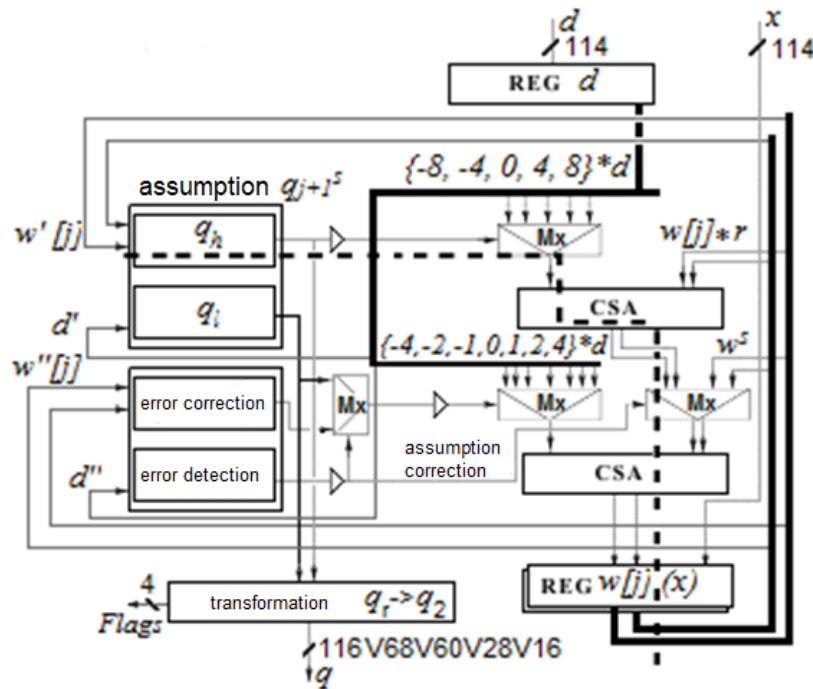 d
x
114
114
REG d
{-8, -4, 0, 4, 8}*d
assumption qj+1^s
w'[j]
qh
Mx
w[j]*r
CSA
ql
d'
{-4,-2,-1,0,1,2,4}*d
w^s
w''[j]
error correction
Mx
Mx
Mx
assumption
correction
d''
error detection
CSA
4
Flags
transformation qr->q2
REG w[j] (x)
116V68V60V28V16
q